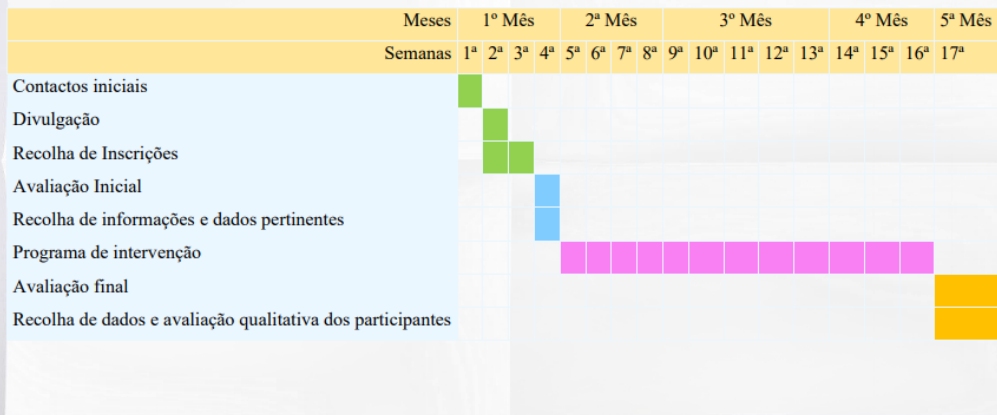 Meses 1º Mês 2ª Mês 3º Mês 4º Mês 5ª Mês
Semanas 1ª 2ª 3ª 4ª 5ª 6ª 7ª 8ª 9ª 10ª 11ª 12ª 13ª 14ª 15ª 16ª 17ª
Contactos iniciais
Divulgação
Recolha de Inscrições
Avaliação Inicial
Recolha de informações e dados pertinentes
Programa de intervenção
Avaliação final
Recolha de dados e avaliação qualitativa dos participantes